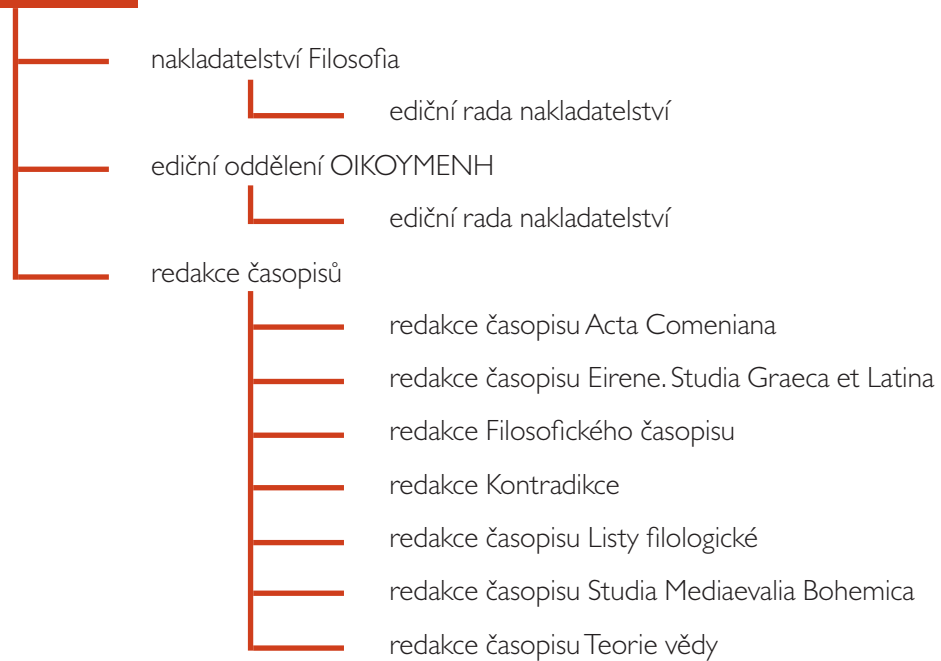 nakladatelství Filosofia
ediční rada nakladatelství
ediční oddělení OIKOYMENH
ediční rada nakladatelství
redakce časopisů
redakce časopisu Acta Comeniana
redakce časopisu Eirene. Studia Graeca et Latina
redakce Filosofického časopisu
redakce Kontradikce
redakce časopisu Listy filologické
redakce časopisu Studia Mediaevalia Bohemica
redakce časopisu Teorie vědy